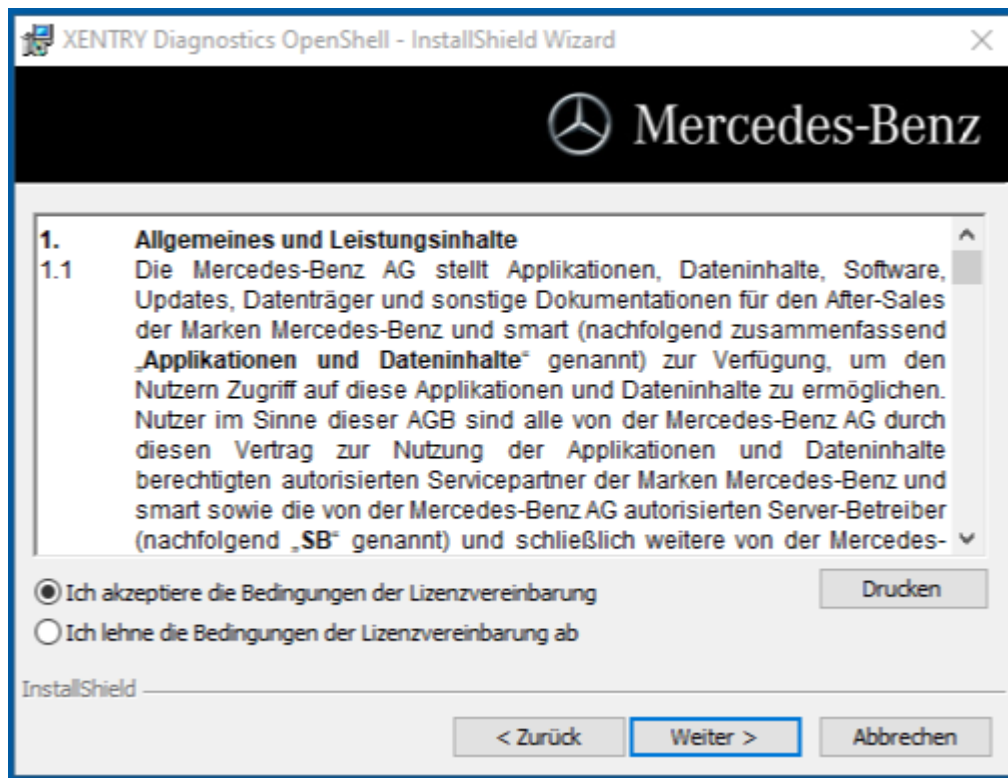 XENTRY Diagnostics OpenShell - InstallShield Wizard
Mercedes-Benz
1. Allgemeines und Leistungsinhalte
1.1 Die Mercedes-Benz AG stellt Applikationen, Dateninhalte, Software,
Updates, Datenträger und sonstige Dokumentationen für den After-Sales
der Marken Mercedes-Benz und smart (nachfolgend zusammenfassend
„Applikationen und Dateninhalte“ genannt) zur Verfügung, um den
Nutzern Zugriff auf diese Applikationen und Dateninhalte zu ermöglichen.
Nutzer im Sinne dieser AGB sind alle von der Mercedes-Benz AG durch
diesen Vertrag zur Nutzung der Applikationen und Dateninhalte
berechtigten autorisierten Servicepartner der Marken Mercedes-Benz und
smart sowie die von der Mercedes-Benz AG autorisierten Server-Betreiber
(nachfolgend „SB“ genannt) und schließlich weitere von der Mercedes-
Ich akzeptiere die Bedingungen der Lizenzvereinbarung
Drucken
Ich lehne die Bedingungen der Lizenzvereinbarung ab
InstallShield
< Zurück Weiter > Abbrechen